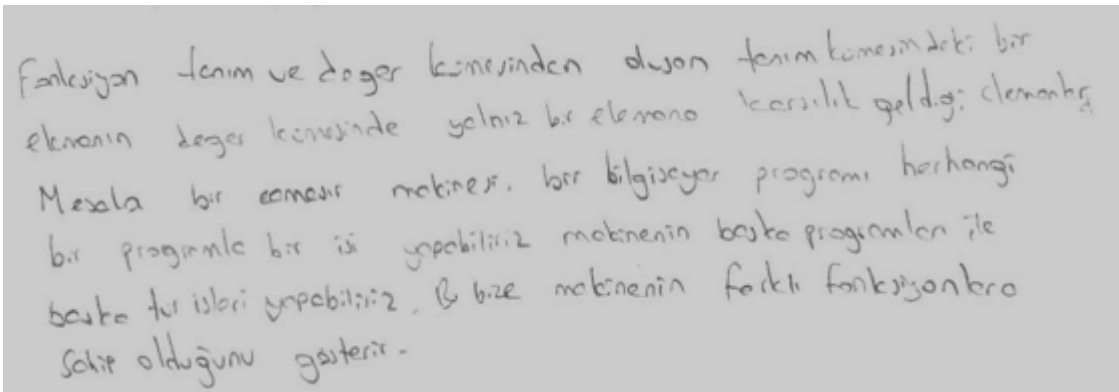 Fonksiyon tanım ve değer kümesinden oluşan tanım kümesindeki bir
elemanın değer kümesinde yalnız bir elemana karşılık geldiği elemanlar
Mesala bir çamaşır makinesi. bir bilgisayar programı herhangi
bir programla bir işi yapabiliriz makinenin başka programları ile
başka tür işleri yapabiliriz. Bu bize makinenin farklı fonksiyonlara
sahip olduğunu gösterir.